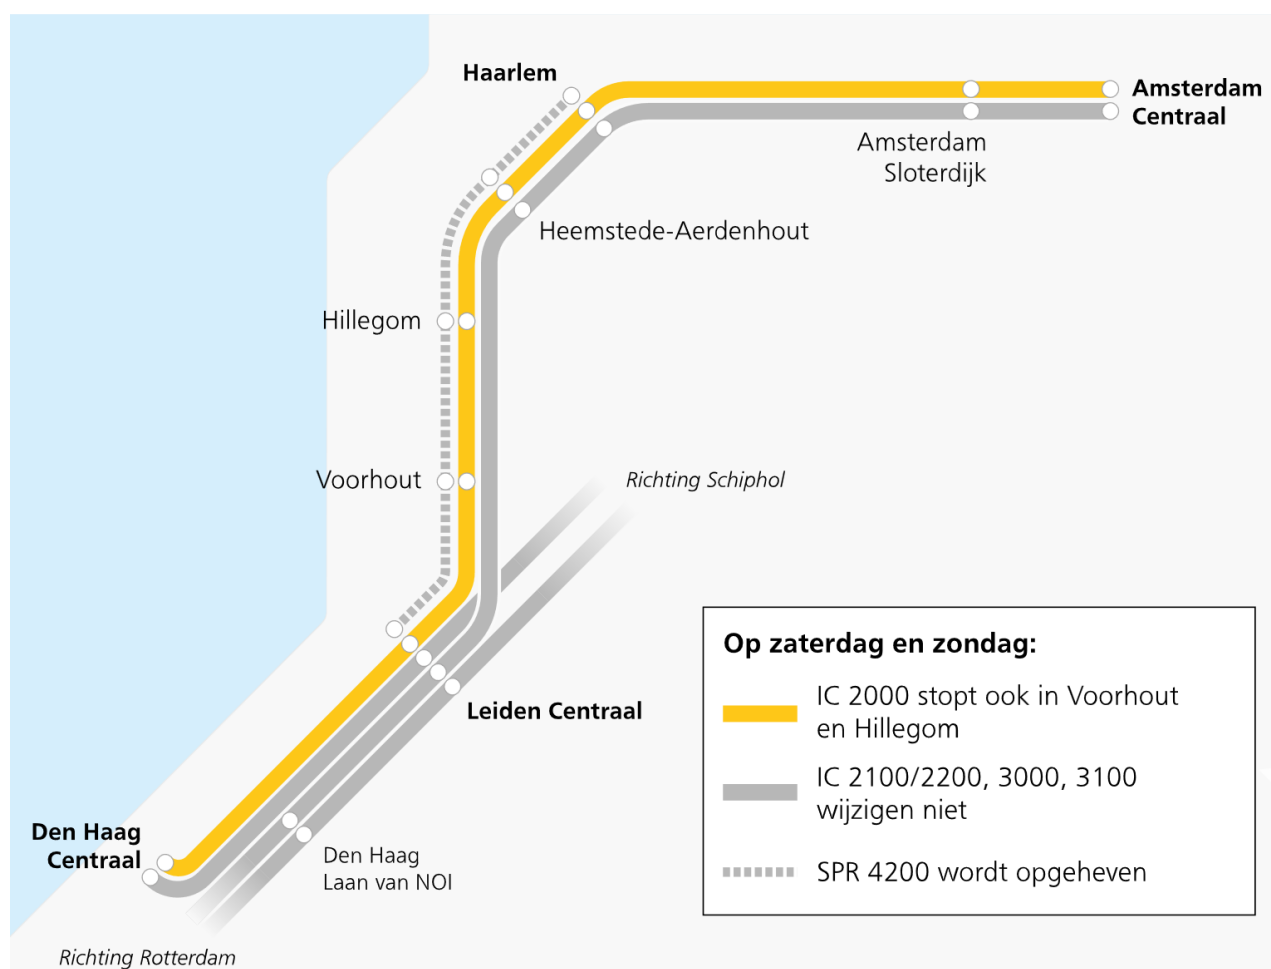 Haarlem
Amsterdam
Centraal
Amsterdam
Sloterdijk
Heemstede-Aerdenhout
Hillegom
Voorhout
Richting Schiphol
Leiden Centraal
Den Haag
Centraal
Den Haag
Laan van NOI
Richting Rotterdam
Op zaterdag en zondag:
IC 2000 stopt ook in Voorhout
en Hillegom
IC 2100/2200, 3000, 3100
wijzigen niet
SPR 4200 wordt opgeheven